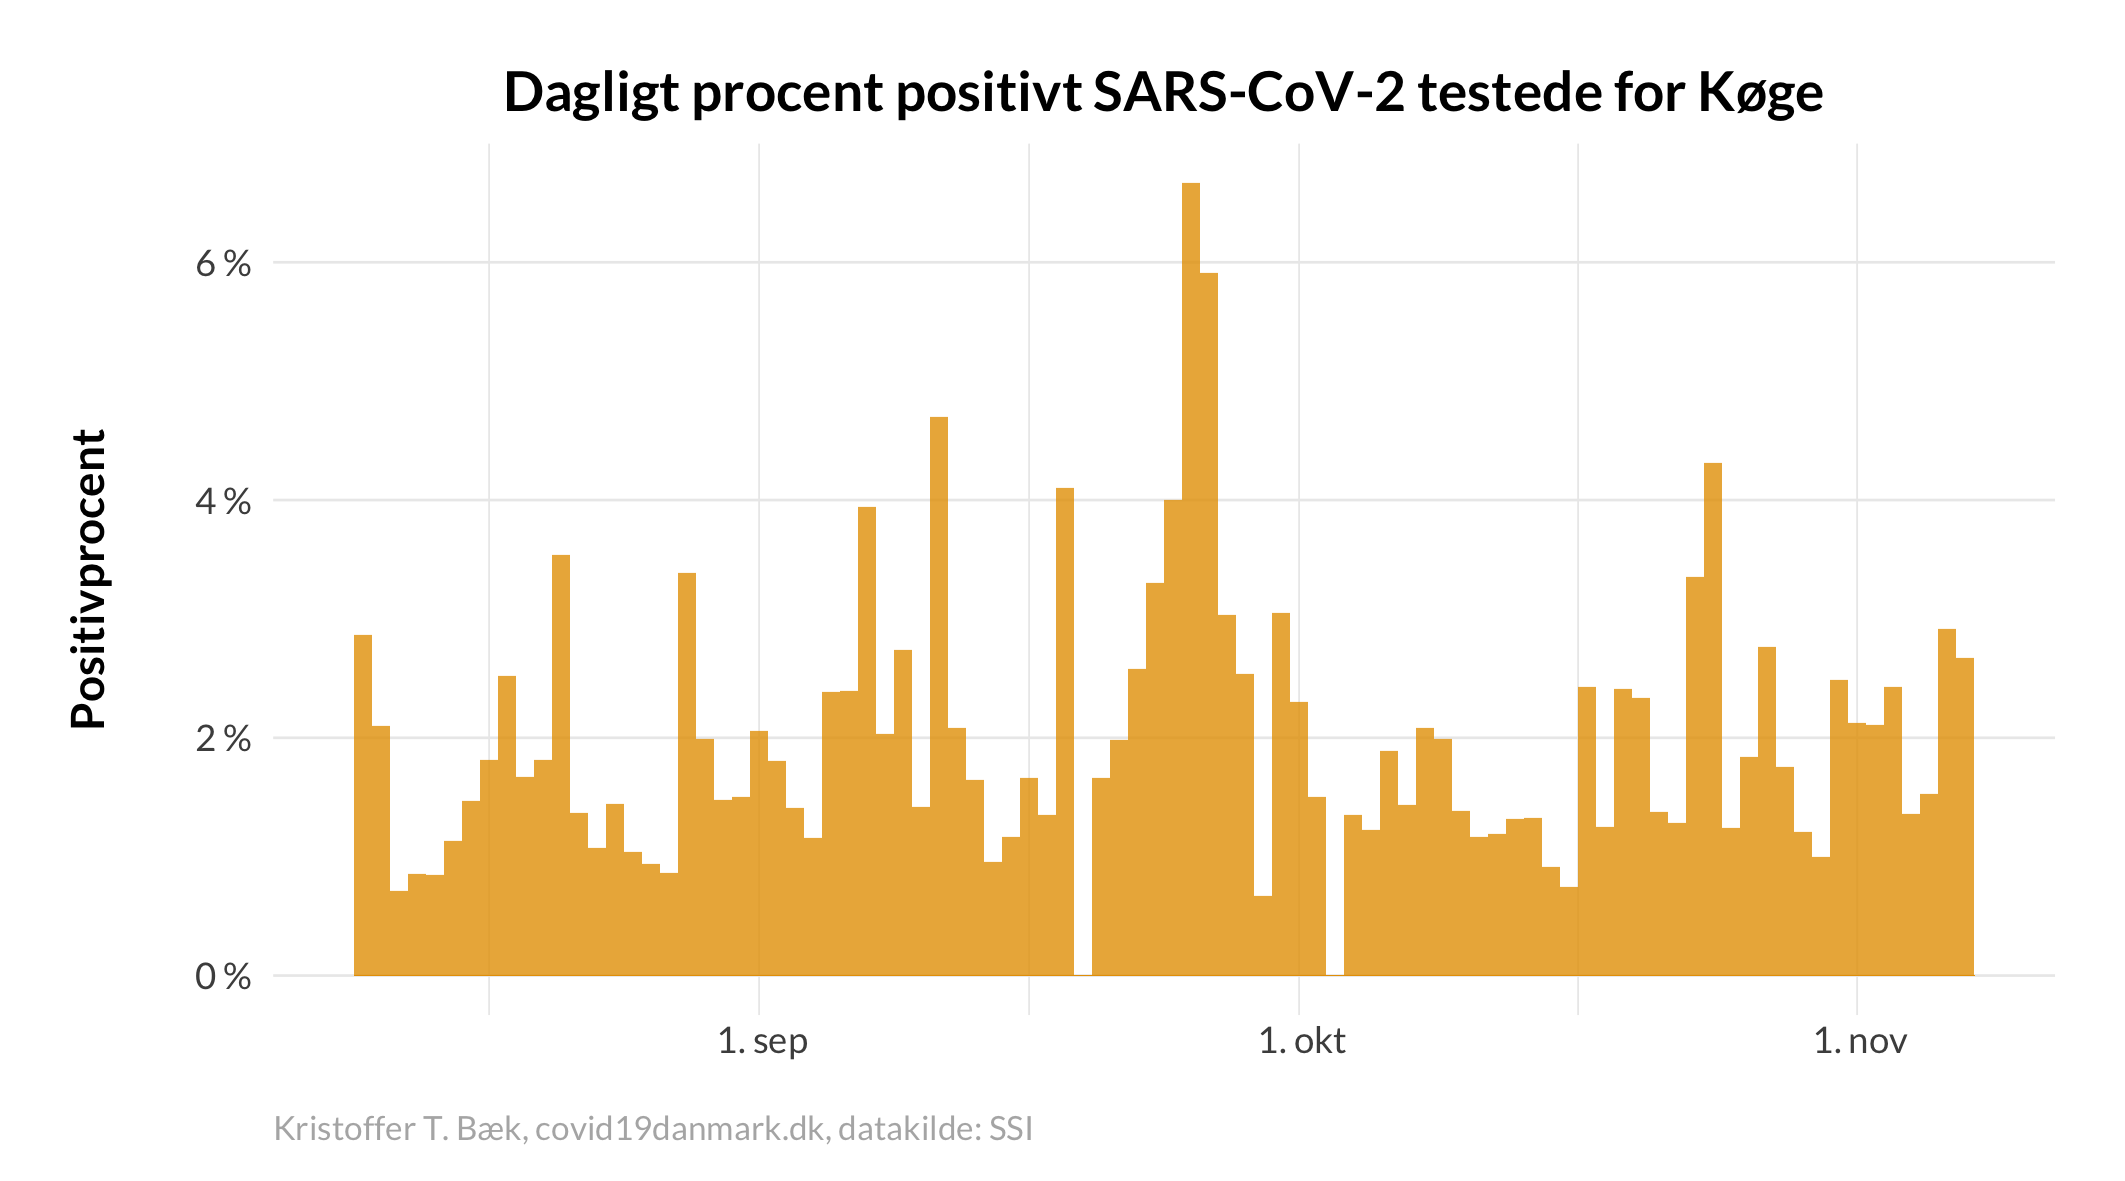 Dagligt procent positivt SARS-CoV-2 testede for Køge
Positivprocent
6 %
4 %
2 %
0 %
1. sep
1. okt
1. nov
Kristoffer T. Bæk, covid19danmark.dk, datakilde: SSI